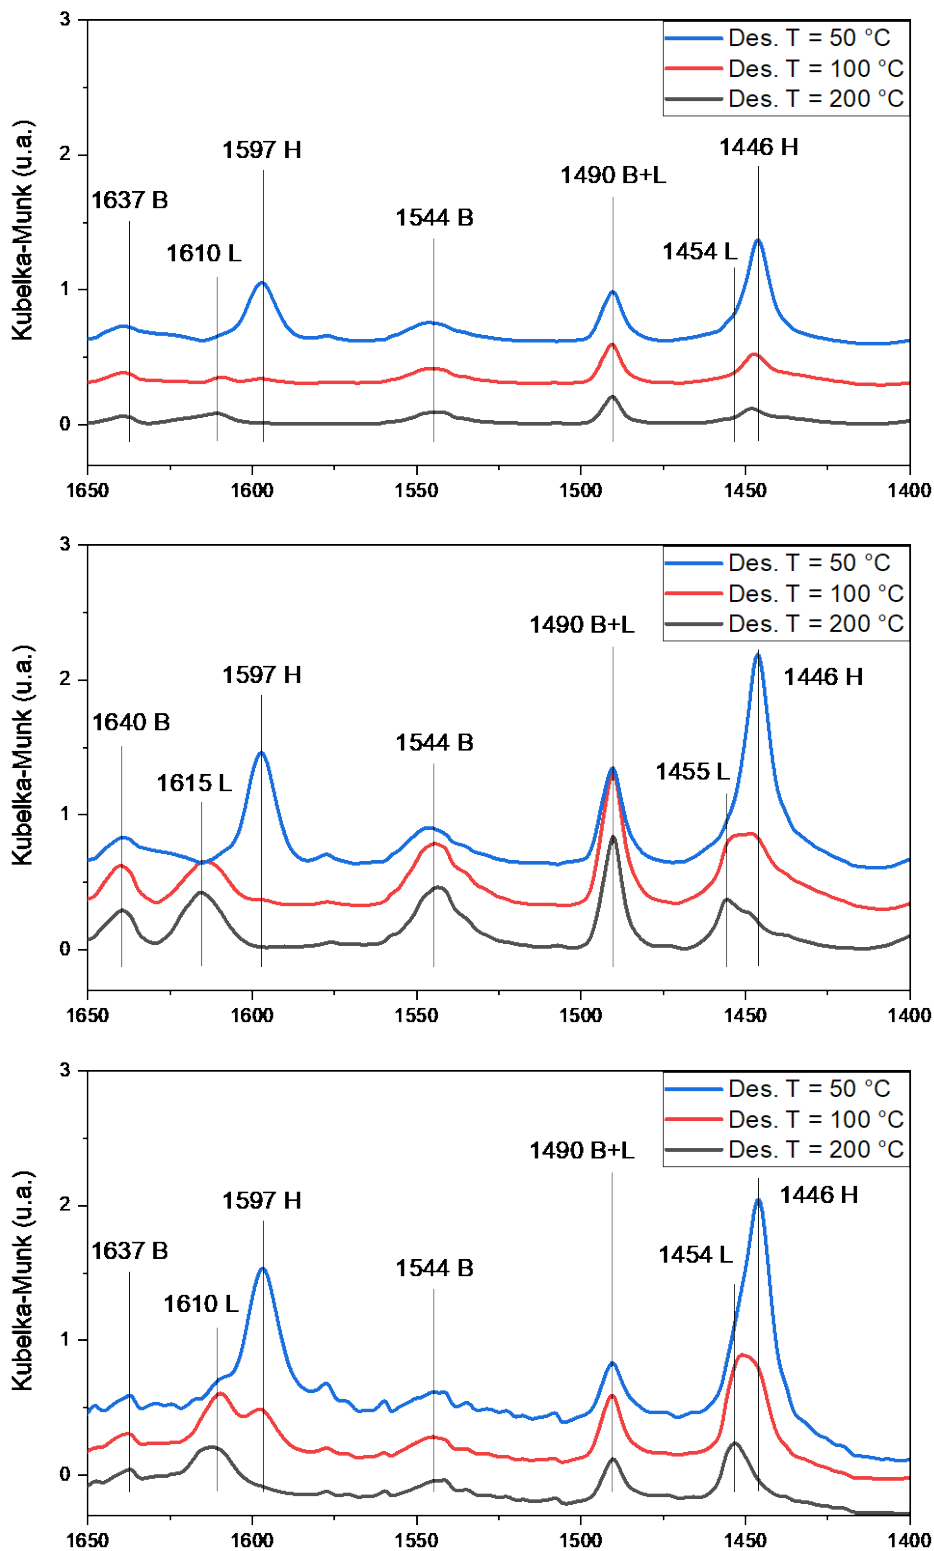 3
Des. T = 50 °C
Des. T = 100 °C
Des. T = 200 °C
Kubelka-Munk (u.a.)
2
1
0
1637 B
1610 L
1597 H
1544 B
1490 B+L
1454 L
1446 H
1650
1600
1550
1500
1450
1400
3
Des. T = 50 °C
Des. T = 100 °C
Des. T = 200 °C
Kubelka-Munk (u.a.)
2
1
0
1640 B
1615 L
1597 H
1544 B
1490 B+L
1455 L
1446 H
1650
1600
1550
1500
1450
1400
3
Des. T = 50 °C
Des. T = 100 °C
Des. T = 200 °C
Kubelka-Munk (u.a.)
2
1
0
1637 B
1610 L
1597 H
1544 B
1490 B+L
1454 L
1446 H
1650
1600
1550
1500
1450
1400